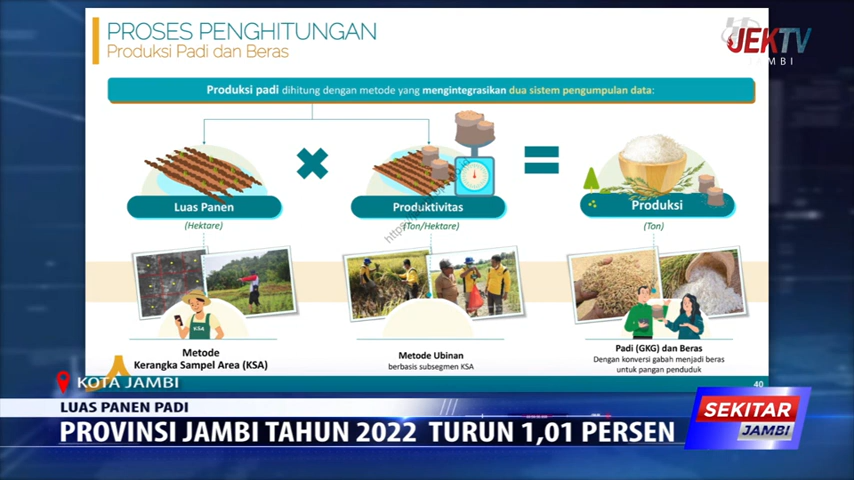 PROSES PENGHITUNGAN
Produksi Padi dan Beras
JEKTV
JAMBI
Produksi padi dihitung dengan metode yang mengintegrasikan dua sistem pengumpulan data:
Luas Panen
(Hektare)
Produktivitas
(Ton/Hektare)
Produksi
(Ton)
KSA
Metode
Kerangka Sampel Area (KSA)
Metode Ubinan
berbasis subsegmen KSA
Padi (GKG) dan Beras
Dengan konversi gabah menjadi beras
untuk pangan penduduk
40
KOTA JAMBI
LUAS PANEN PADI
PROVINSI JAMBI TAHUN 2022 TURUN 1,01 PERSEN
SEKITAR
JAMBI